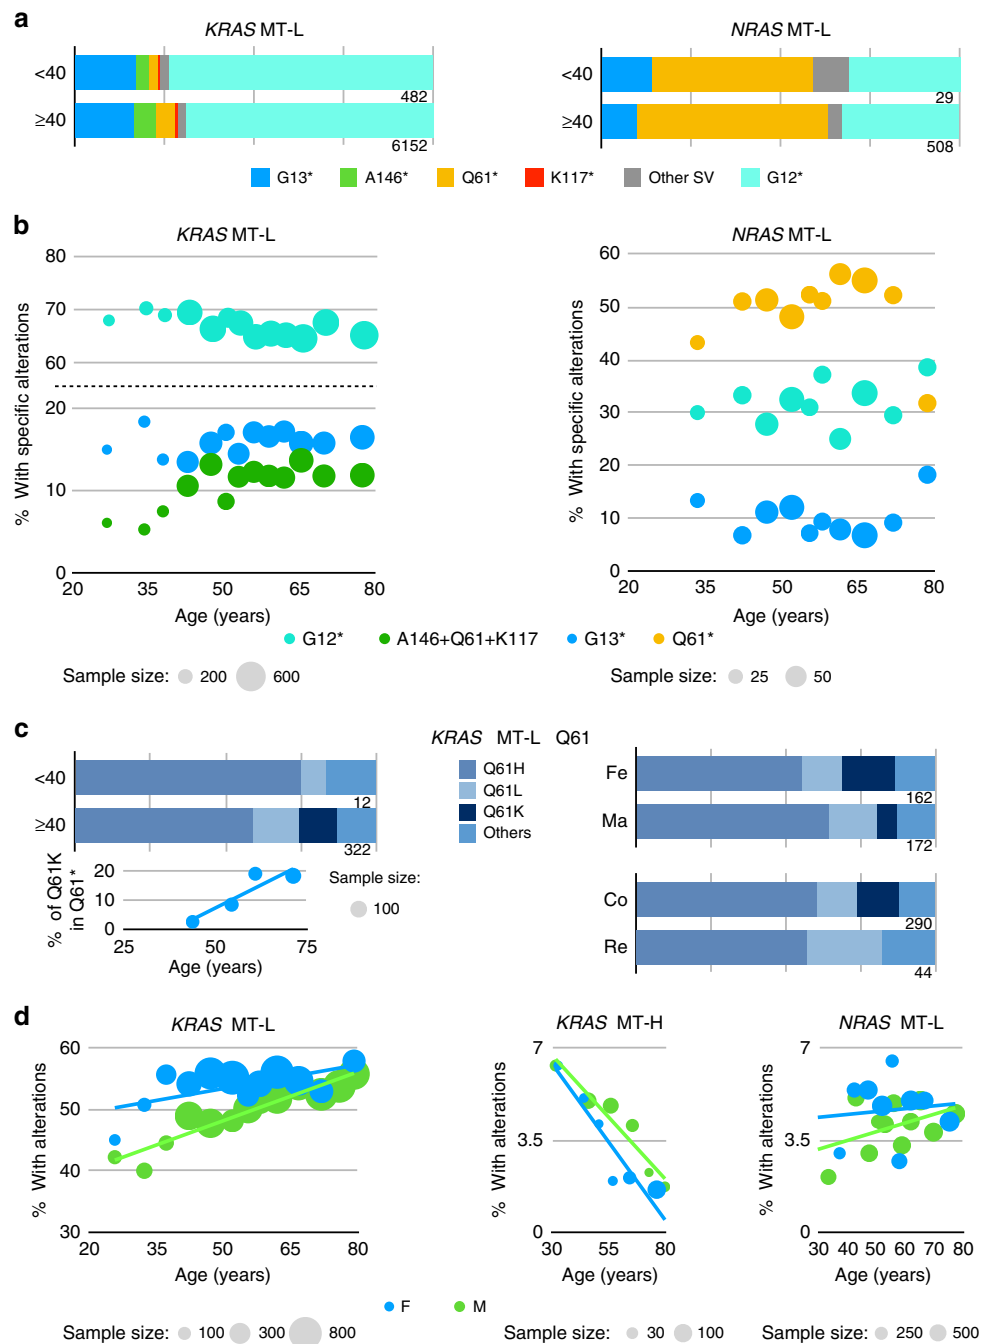 a
KRAS MT-L
NRAS MT-L
<40
482
≥40
6152
<40
29
≥40
508
G13* A146* Q61* K117* Other SV G12*
b
KRAS MT-L
NRAS MT-L
% With specific alterations
80
70
60
20
10
0
20 35 50 65 80
Age (years)
% With specific alterations
60
50
40
30
20
10
0
20 35 50 65 80
Age (years)
G12* A146+Q61+K117 G13* Q61*
Sample size: 200 600
Sample size: 25 50
c
KRAS MT-L Q61
Q61H
Q61L
Q61K
Others
<40
12
≥40
322
% of Q61K in Q61*
20
10
0
25 50 75
Age (years)
Sample size:
100
Fe
162
Ma
172
Co
290
Re
44
d
KRAS MT-L
% With alterations
60
50
40
30
20 35 50 65 80
Age (years)
KRAS MT-H
% With alterations
7
3.5
0
30 55 80
Age (years)
NRAS MT-L
% With alterations
7
3.5
0
30 40 50 60 70 80
Age (years)
F M
Sample size: 100 300 800
Sample size: 30 100
Sample size: 250 500